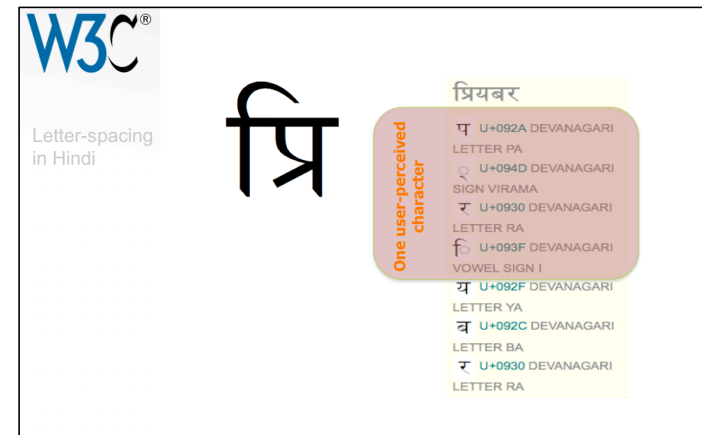 W3C®
Letter-spacing
in Hindi
प्रि
One user-perceived
character
प्रियबर
प U+092A DEVANAGARI
LETTER PA
् U+094D DEVANAGARI
SIGN VIRAMA
र U+0930 DEVANAGARI
LETTER RA
ि U+093F DEVANAGARI
VOWEL SIGN I
य U+092F DEVANAGARI
LETTER YA
ब U+092C DEVANAGARI
LETTER BA
र U+0930 DEVANAGARI
LETTER RA